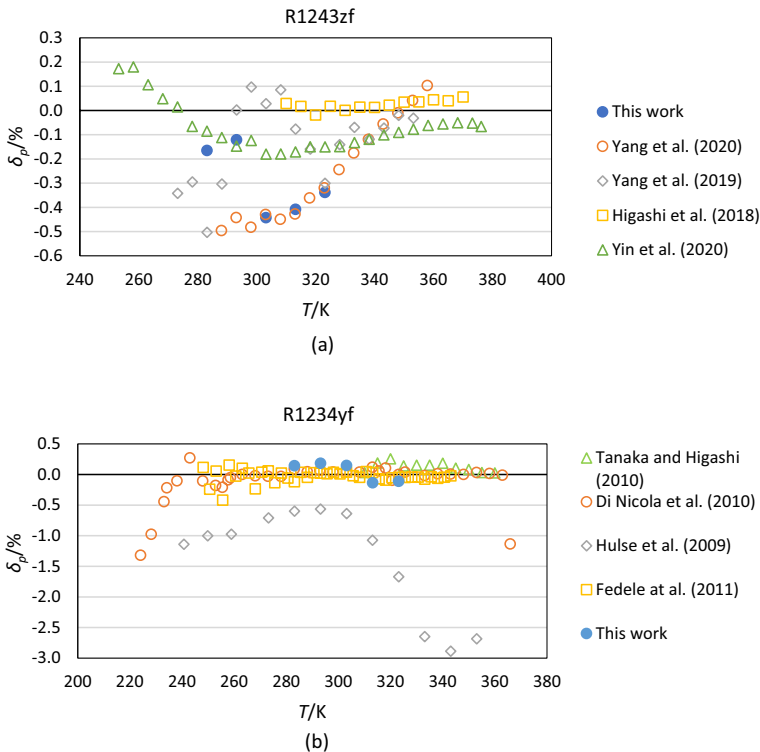 R1243zf
0.3
0.2
0.1
0.0
-0.1
-0.2
-0.3
-0.4
-0.5
-0.6
δp/%
240 260 280 300 320 340 360 380 400
T/K
This work
Yang et al. (2020)
Yang et al. (2019)
Higashi et al. (2018)
Yin et al. (2020)
(a)
R1234yf
0.5
0.0
-0.5
-1.0
-1.5
-2.0
-2.5
-3.0
δp/%
200 220 240 260 280 300 320 340 360 380
T/K
Tanaka and Higashi
(2010)
Di Nicola et al. (2010)
Hulse et al. (2009)
Fedele at al. (2011)
This work
(b)